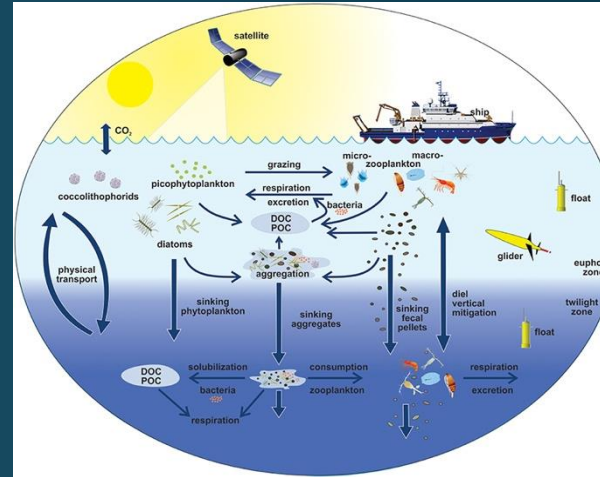 satellite
ship
CO2
micro-
macro-
zooplankton
grazing
picophytoplankton
coccolithophorids
respiration
excretion
bacteria
float
DOC
POC
diatoms
glider
physical
transport
aggregation
zone
twilight
zone
sinking
phytoplankton
sinking
aggregates
sinking
fecal
pellets
diel
vertical
mitigation
float
DOC
POC
solubilization
bacteria
consumption
zooplankton
respiration
excretion
respiration